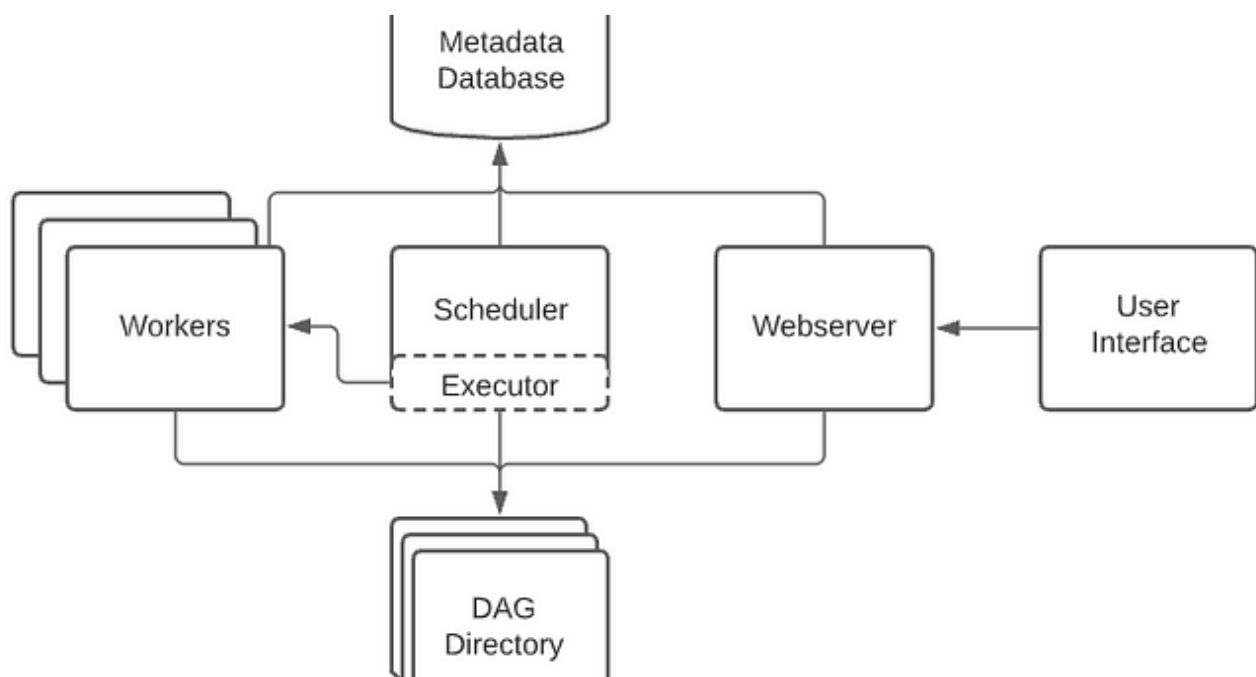 Metadata
Database
Workers
Scheduler
Executor
Webserver
User
Interface
DAG
Directory